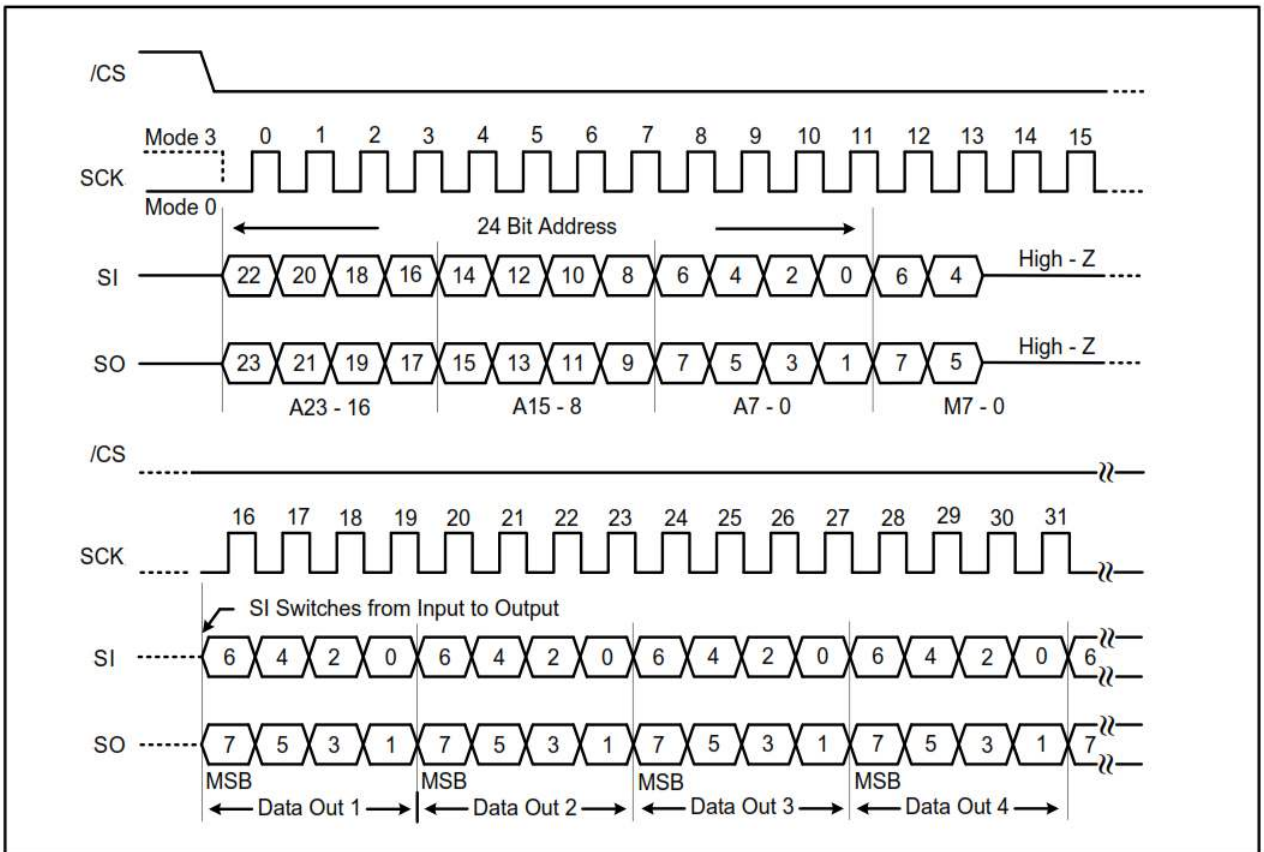 /CS
Mode 3 0 1 2 3 4 5 6 7 8 9 10 11 12 13 14 15
SCK
Mode 0
24 Bit Address
SI 22 20 18 16 14 12 10 8 6 4 2 0 6 4 High - Z
SO 23 21 19 17 15 13 11 9 7 5 3 1 7 5 High - Z
A23 - 16 A15 - 8 A7 - 0 M7 - 0
/CS
16 17 18 19 20 21 22 23 24 25 26 27 28 29 30 31
SCK
SI Switches from Input to Output
SI 6 4 2 0 6 4 2 0 6 4 2 0 6 4 2 0 6
SO 7 5 3 1 7 5 3 1 7 5 3 1 7 5 3 1 7
MSB MSB MSB MSB
Data Out 1 Data Out 2 Data Out 3 Data Out 4